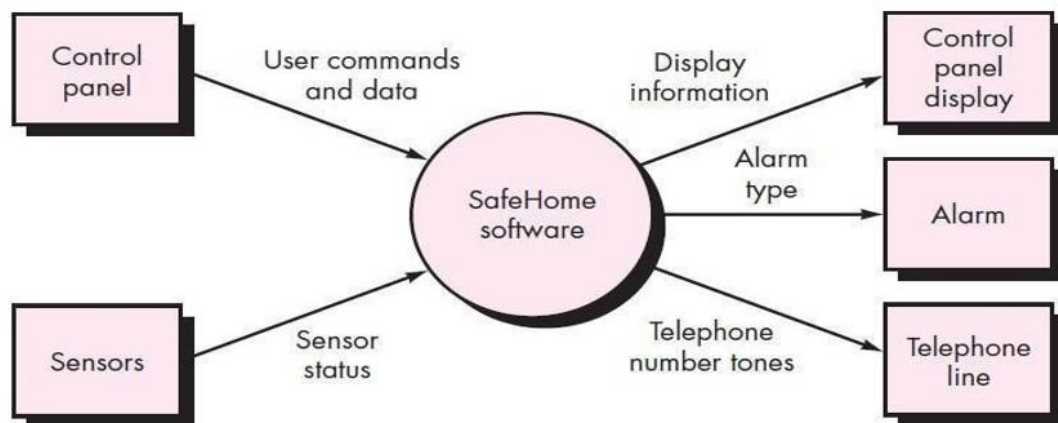 Control
panel
User commands
and data
Display
information
Control
panel
display
SafeHome
software
Alarm
type
Alarm
Sensors
Sensor
status
Telephone
number tones
Telephone
line